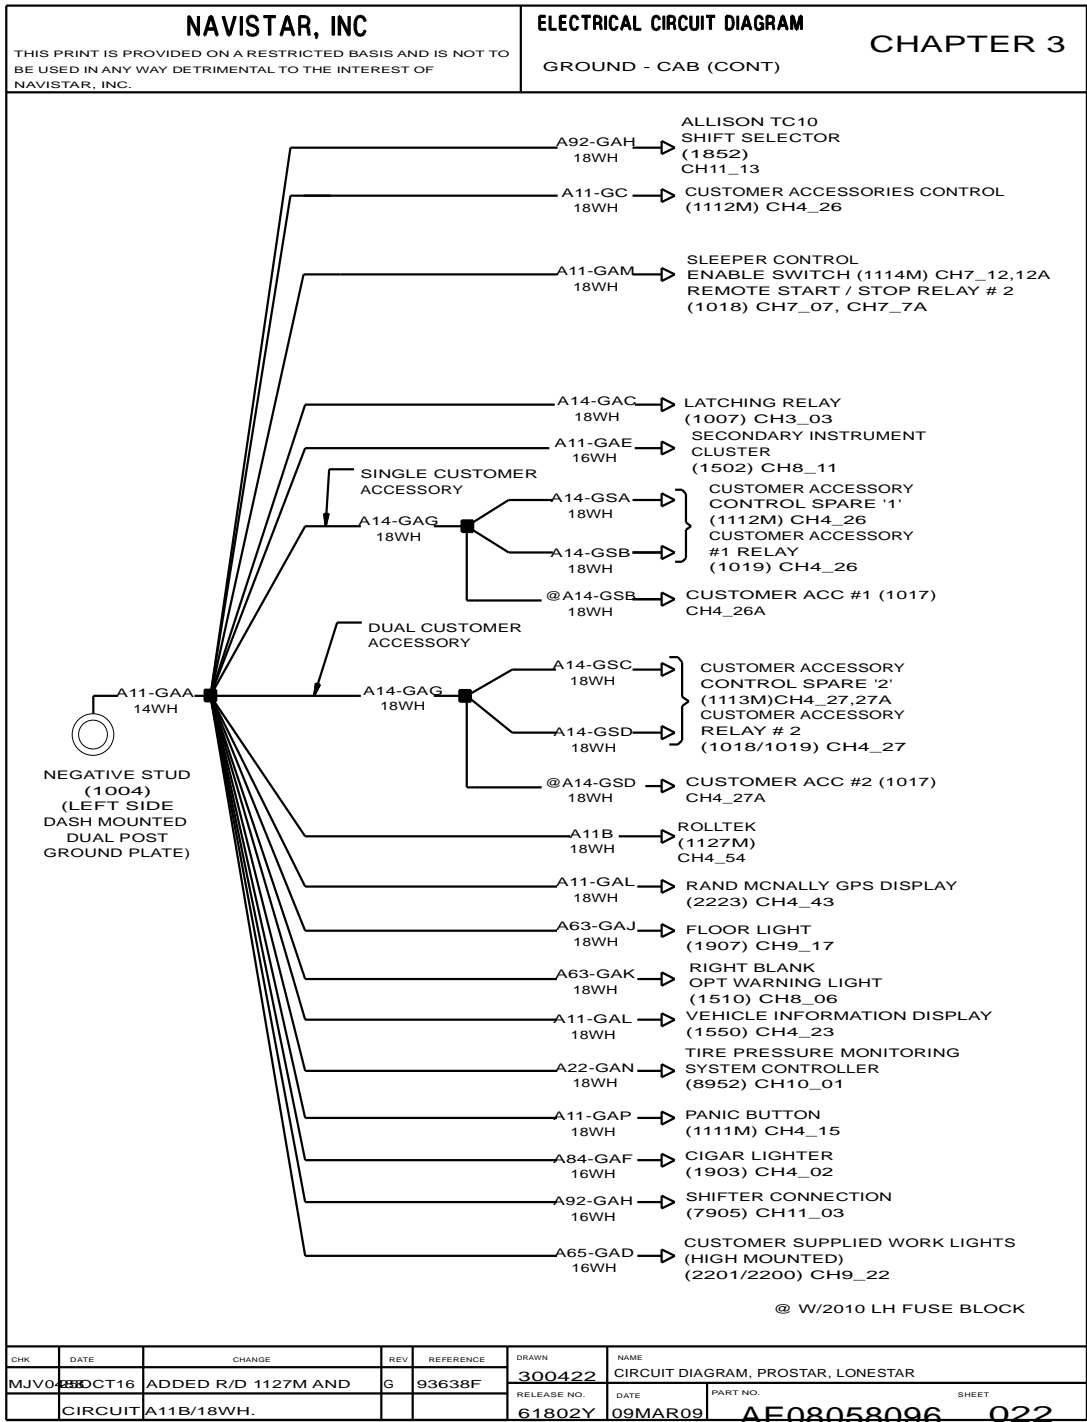 NAVISTAR, INC
THIS PRINT IS PROVIDED ON A RESTRICTED BASIS AND IS NOT TO
BE USED IN ANY WAY DETRIMENTAL TO THE INTEREST OF
NAVISTAR, INC.
ELECTRICAL CIRCUIT DIAGRAM
CHAPTER 3
GROUND - CAB (CONT)
A92-GAH
18WH
ALLISON TC10
SHIFT SELECTOR
(1852)
CH11_13
A11-GC
18WH
CUSTOMER ACCESSORIES CONTROL
(1112M) CH4_26
A11-GAM
18WH
SLEEPER CONTROL
ENABLE SWITCH (1114M) CH7_12,12A
REMOTE START / STOP RELAY # 2
(1018) CH7_07, CH7_7A
A14-GAC
18WH
LATCHING RELAY
(1007) CH3_03
A11-GAE
16WH
SECONDARY INSTRUMENT
CLUSTER
(1502) CH8_11
SINGLE CUSTOMER
ACCESSORY
A14-GAG
18WH
A14-GSA
18WH
CUSTOMER ACCESSORY
CONTROL SPARE '1'
(1112M) CH4_26
A14-GSB
18WH
CUSTOMER ACCESSORY
#1 RELAY
(1019) CH4_26
@A14-GSB
18WH
CUSTOMER ACC #1 (1017)
CH4_26A
DUAL CUSTOMER
ACCESSORY
A11-GAA
14WH
A14-GAG
18WH
A14-GSC
18WH
CUSTOMER ACCESSORY
CONTROL SPARE '2'
(1113M)CH4_27,27A
A14-GSD
18WH
CUSTOMER ACCESSORY
RELAY # 2
(1018/1019) CH4_27
@A14-GSD
18WH
CUSTOMER ACC #2 (1017)
CH4_27A
NEGATIVE STUD
(1004)
(LEFT SIDE
DASH MOUNTED
DUAL POST
GROUND PLATE)
A11B
18WH
ROLLTEK
(1127M)
CH4_54
A11-GAL
18WH
RAND MCNALLY GPS DISPLAY
(2223) CH4_43
A63-GAJ
18WH
FLOOR LIGHT
(1907) CH9_17
A63-GAK
18WH
RIGHT BLANK
OPT WARNING LIGHT
(1510) CH8_06
A11-GAL
18WH
VEHICLE INFORMATION DISPLAY
(1550) CH4_23
A22-GAN
18WH
TIRE PRESSURE MONITORING
SYSTEM CONTROLLER
(8952) CH10_01
A11-GAP
18WH
PANIC BUTTON
(1111M) CH4_15
A84-GAF
16WH
CIGAR LIGHTER
(1903) CH4_02
A92-GAH
16WH
SHIFTER CONNECTION
(7905) CH11_03
A65-GAD
16WH
CUSTOMER SUPPLIED WORK LIGHTS
(HIGH MOUNTED)
(2201/2200) CH9_22
@ W/2010 LH FUSE BLOCK
CHK DATE CHANGE REV REFERENCE
ADDED R/D 1127M AND G 93638F
CIRCUIT A11B/18WH.
DRAWN
300422
NAME
CIRCUIT DIAGRAM, PROSTAR, LONESTAR
RELEASE NO.
61802Y
DATE
09MAR09
PART NO.
AF08058096
SHEET
022